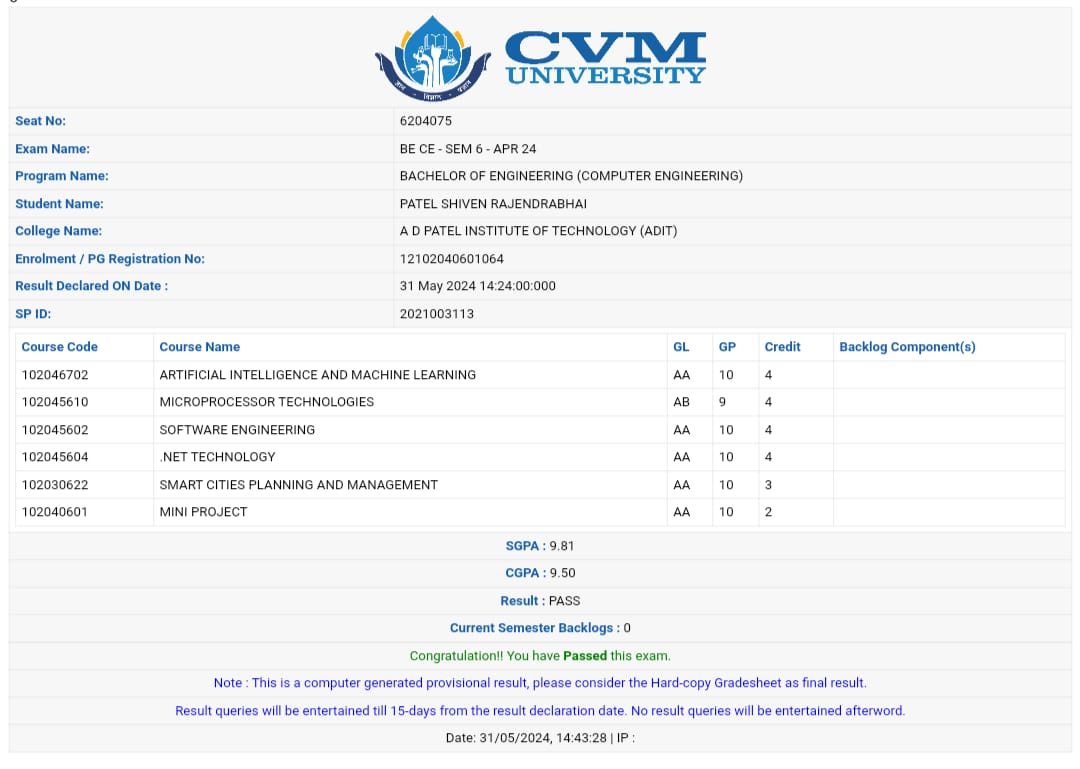 ज्ञान - विज्ञान -
CVM
UNIVERSITY
Seat No: 6204075
Exam Name: BE CE - SEM 6 - APR 24
Program Name: BACHELOR OF ENGINEERING (COMPUTER ENGINEERING)
Student Name: PATEL SHIVEN RAJENDRABHAI
College Name: A D PATEL INSTITUTE OF TECHNOLOGY (ADIT)
Enrolment / PG Registration No: 12102040601064
Result Declared ON Date : 31 May 2024 14:24:00:000
SP ID: 2021003113
Course Code Course Name GL GP Credit Backlog Component(s)
102046702 ARTIFICIAL INTELLIGENCE AND MACHINE LEARNING AA 10 4
102045610 MICROPROCESSOR TECHNOLOGIES AB 9 4
102045602 SOFTWARE ENGINEERING AA 10 4
102045604 .NET TECHNOLOGY AA 10 4
102030622 SMART CITIES PLANNING AND MANAGEMENT AA 10 3
102040601 MINI PROJECT AA 10 2
SGPA : 9.81
CGPA : 9.50
Result : PASS
Current Semester Backlogs : 0
Congratulation!! You have Passed this exam.
Note : This is a computer generated provisional result, please consider the Hard-copy Gradesheet as final result.
Result queries will be entertained till 15-days from the result declaration date. No result queries will be entertained afterword.
Date: 31/05/2024, 14:43:28 | IP :